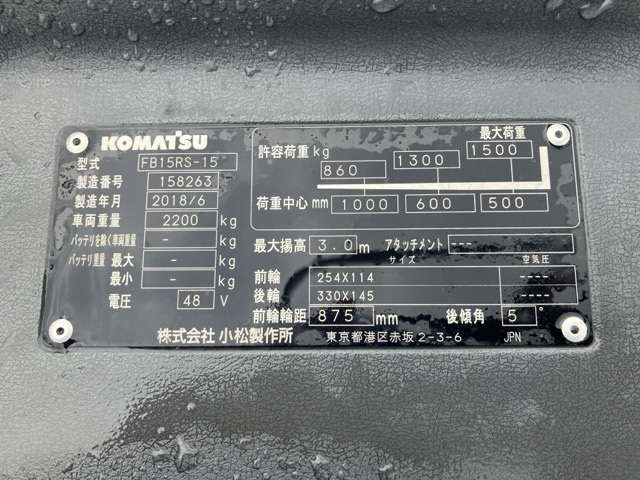 KOMATSU
型式 FB15RS-15
製造番号 158263
製造年月 2018/6
車両重量 2200 kg
バッテリを除く車両重量 - kg
バッテリ重量 最大 - kg
最小 - kg
電圧 48 V
最大荷重
許容荷重 kg 860 1300 1500
荷重中心 mm 1000 600 500
最大揚高 3.0 m アタッチメント ---
サイズ 空気圧
前輪 254X114 ----
後輪 330X145 ----
前輪輪距 875 mm 後傾角 5°
株式会社 小松製作所 東京都港区赤坂2-3-6 JPN